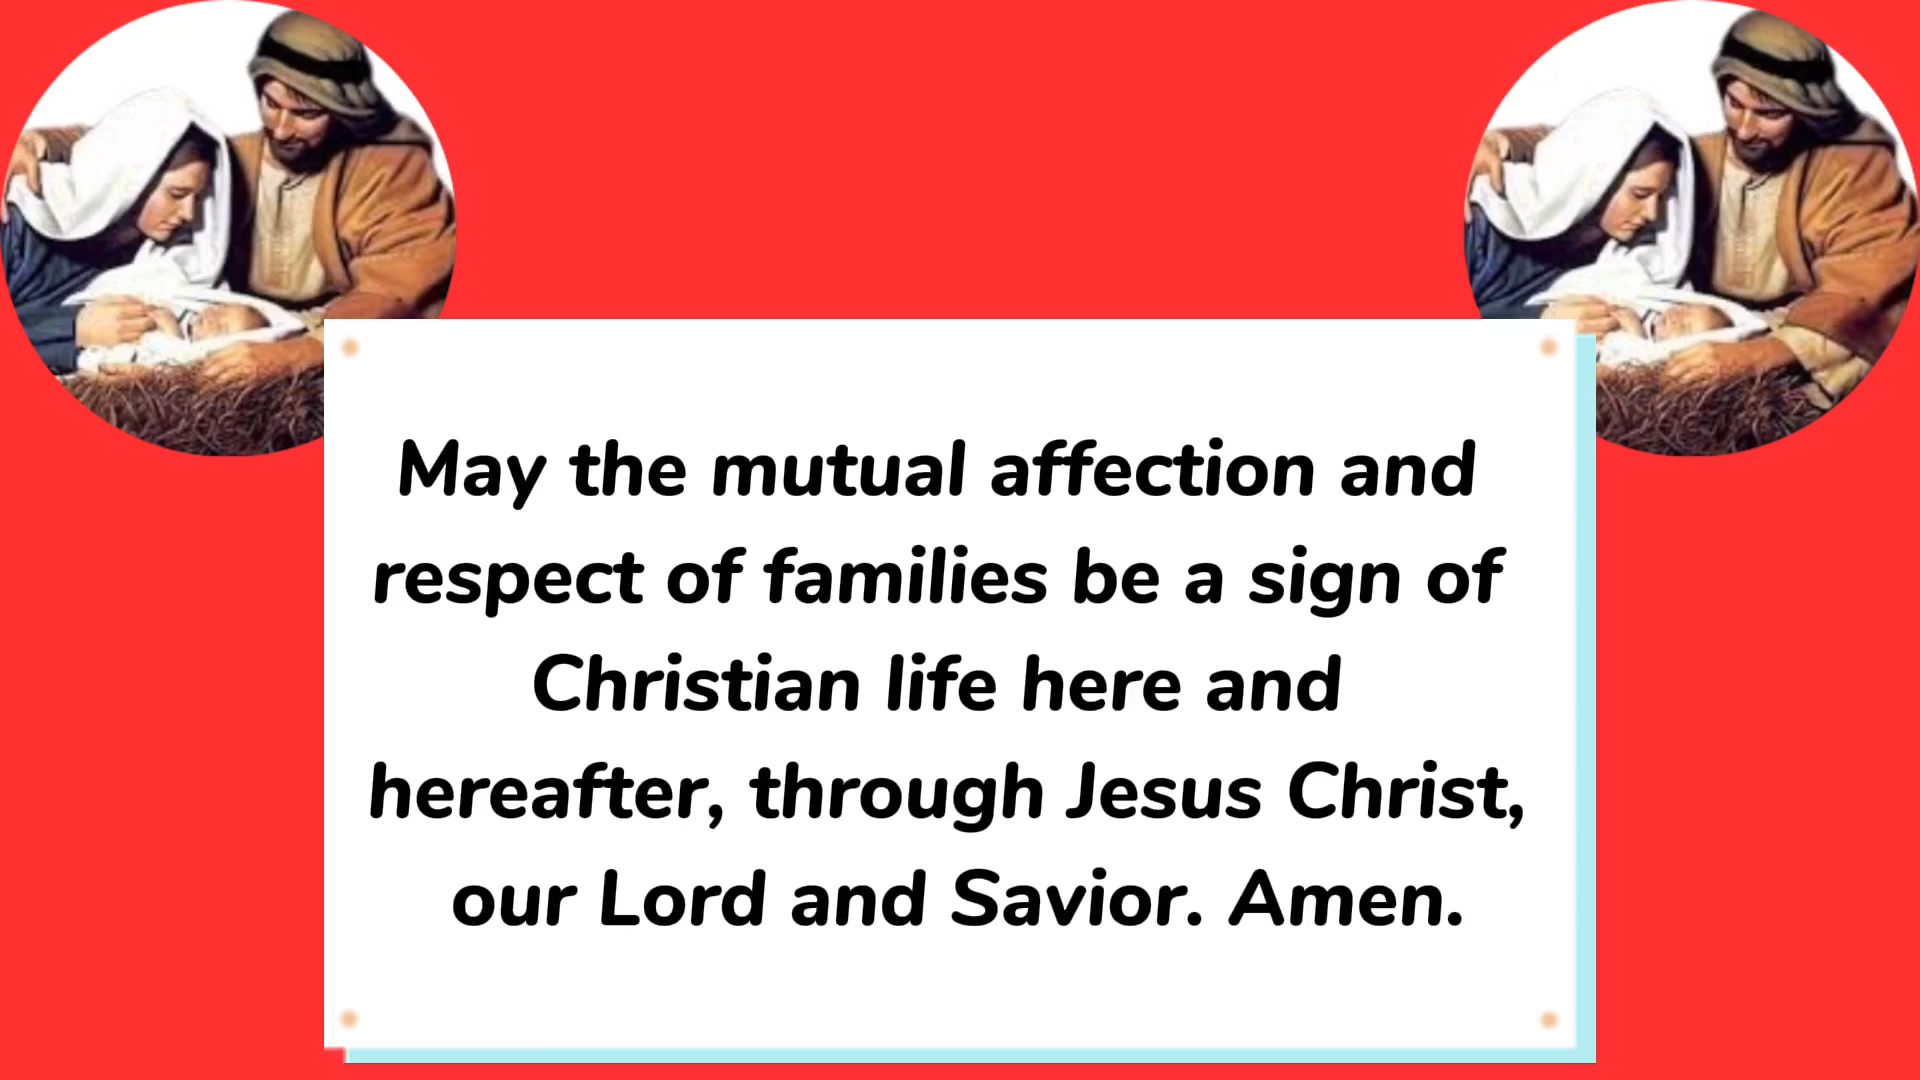 May the mutual affection and
respect of families be a sign of
Christian life here and
hereafter, through Jesus Christ,
our Lord and Savior. Amen.